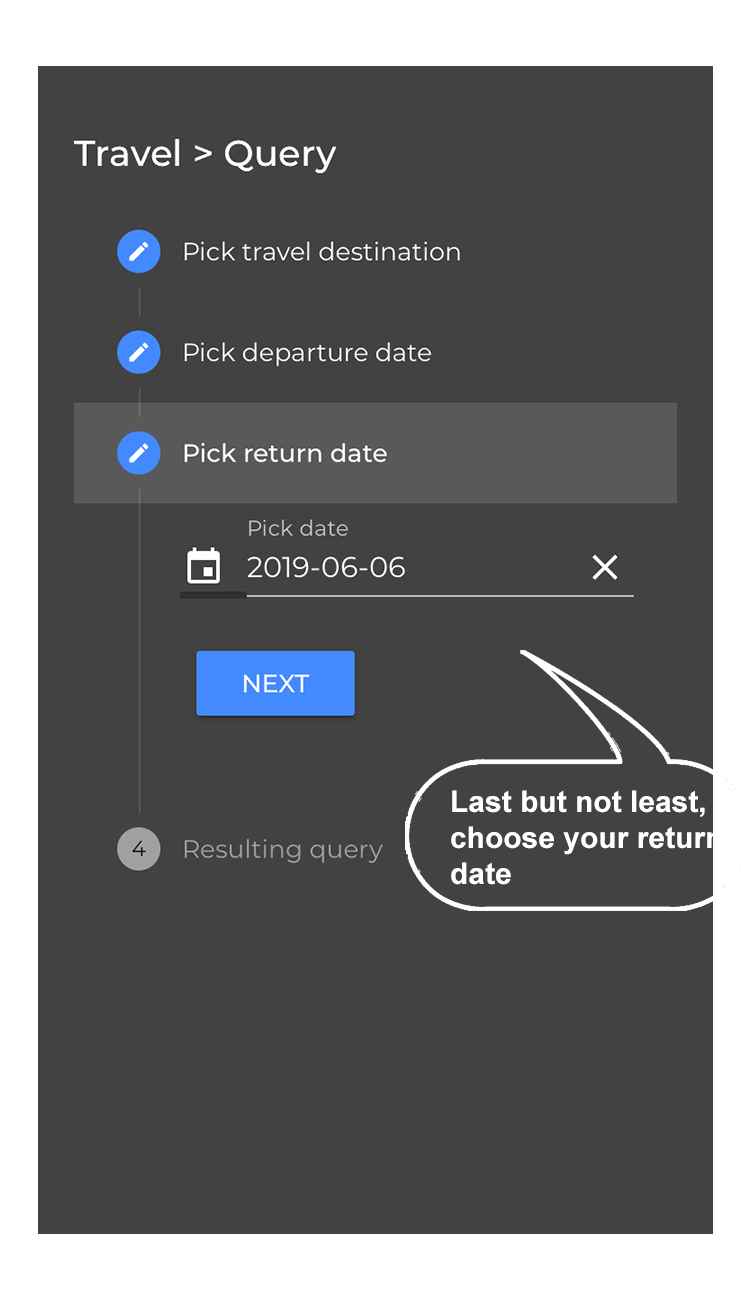 Travel > Query
Pick travel destination
Pick departure date
Pick return date
Pick date
2019-06-06
NEXT
Last but not least,
choose your return
date
4 Resulting query